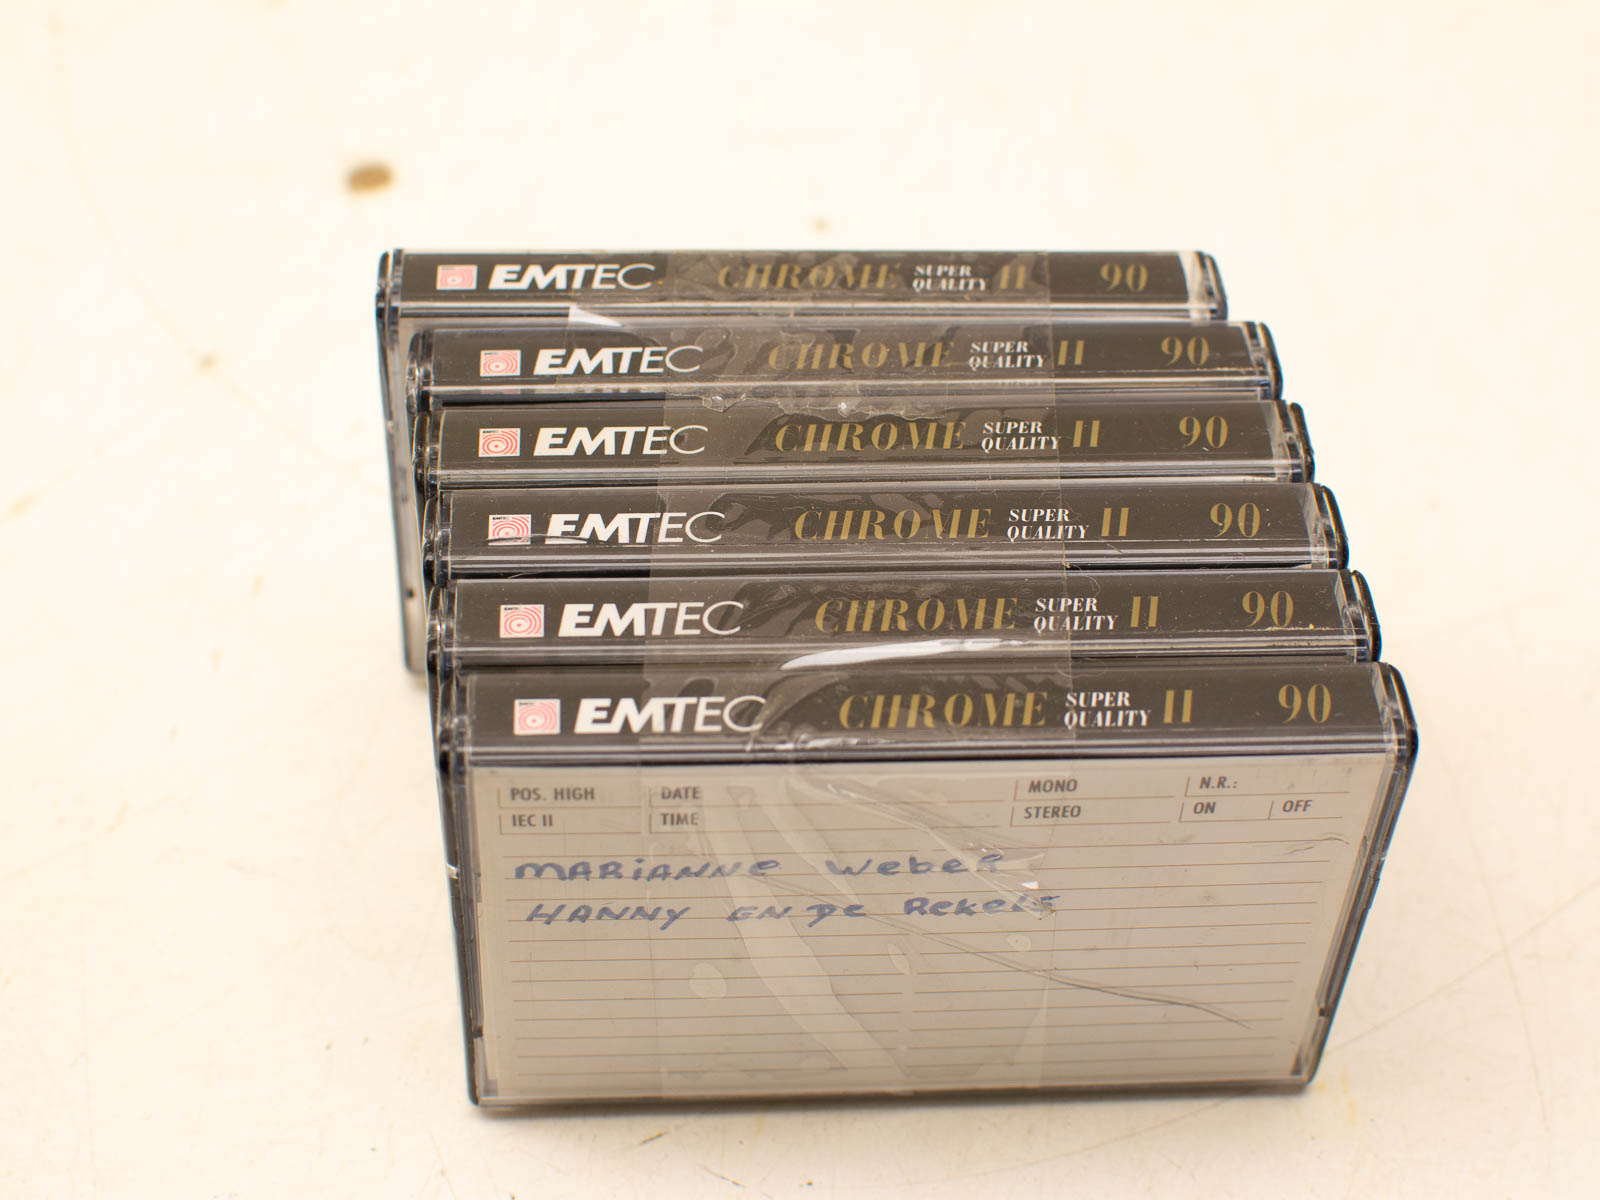 EMTEC CHROME SUPER QUALITY II 90
EMTEC CHROME SUPER QUALITY II 90
EMTEC CHROME SUPER QUALITY II 90
EMTEC CHROME SUPER QUALITY II 90
EMTEC CHROME SUPER QUALITY II 90
EMTEC CHROME SUPER QUALITY II 90
POS. HIGH DATE MONO N.R.:
IEC II TIME STEREO ON OFF
MARiANNe Weber
HANNY EN De Rekels